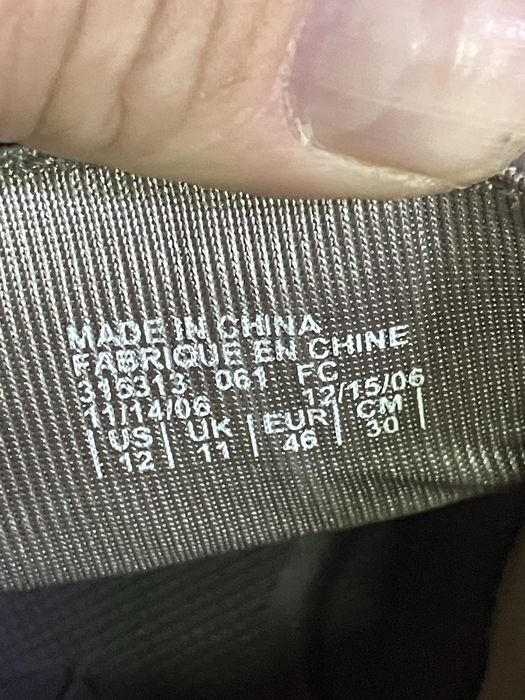 MADE IN CHINA
FABRIQUE EN CHINE
316313 061 FC
11/14/06 12/15/06
| US | UK | EUR | CM |
| 12 | 11 | 46 | 30 |